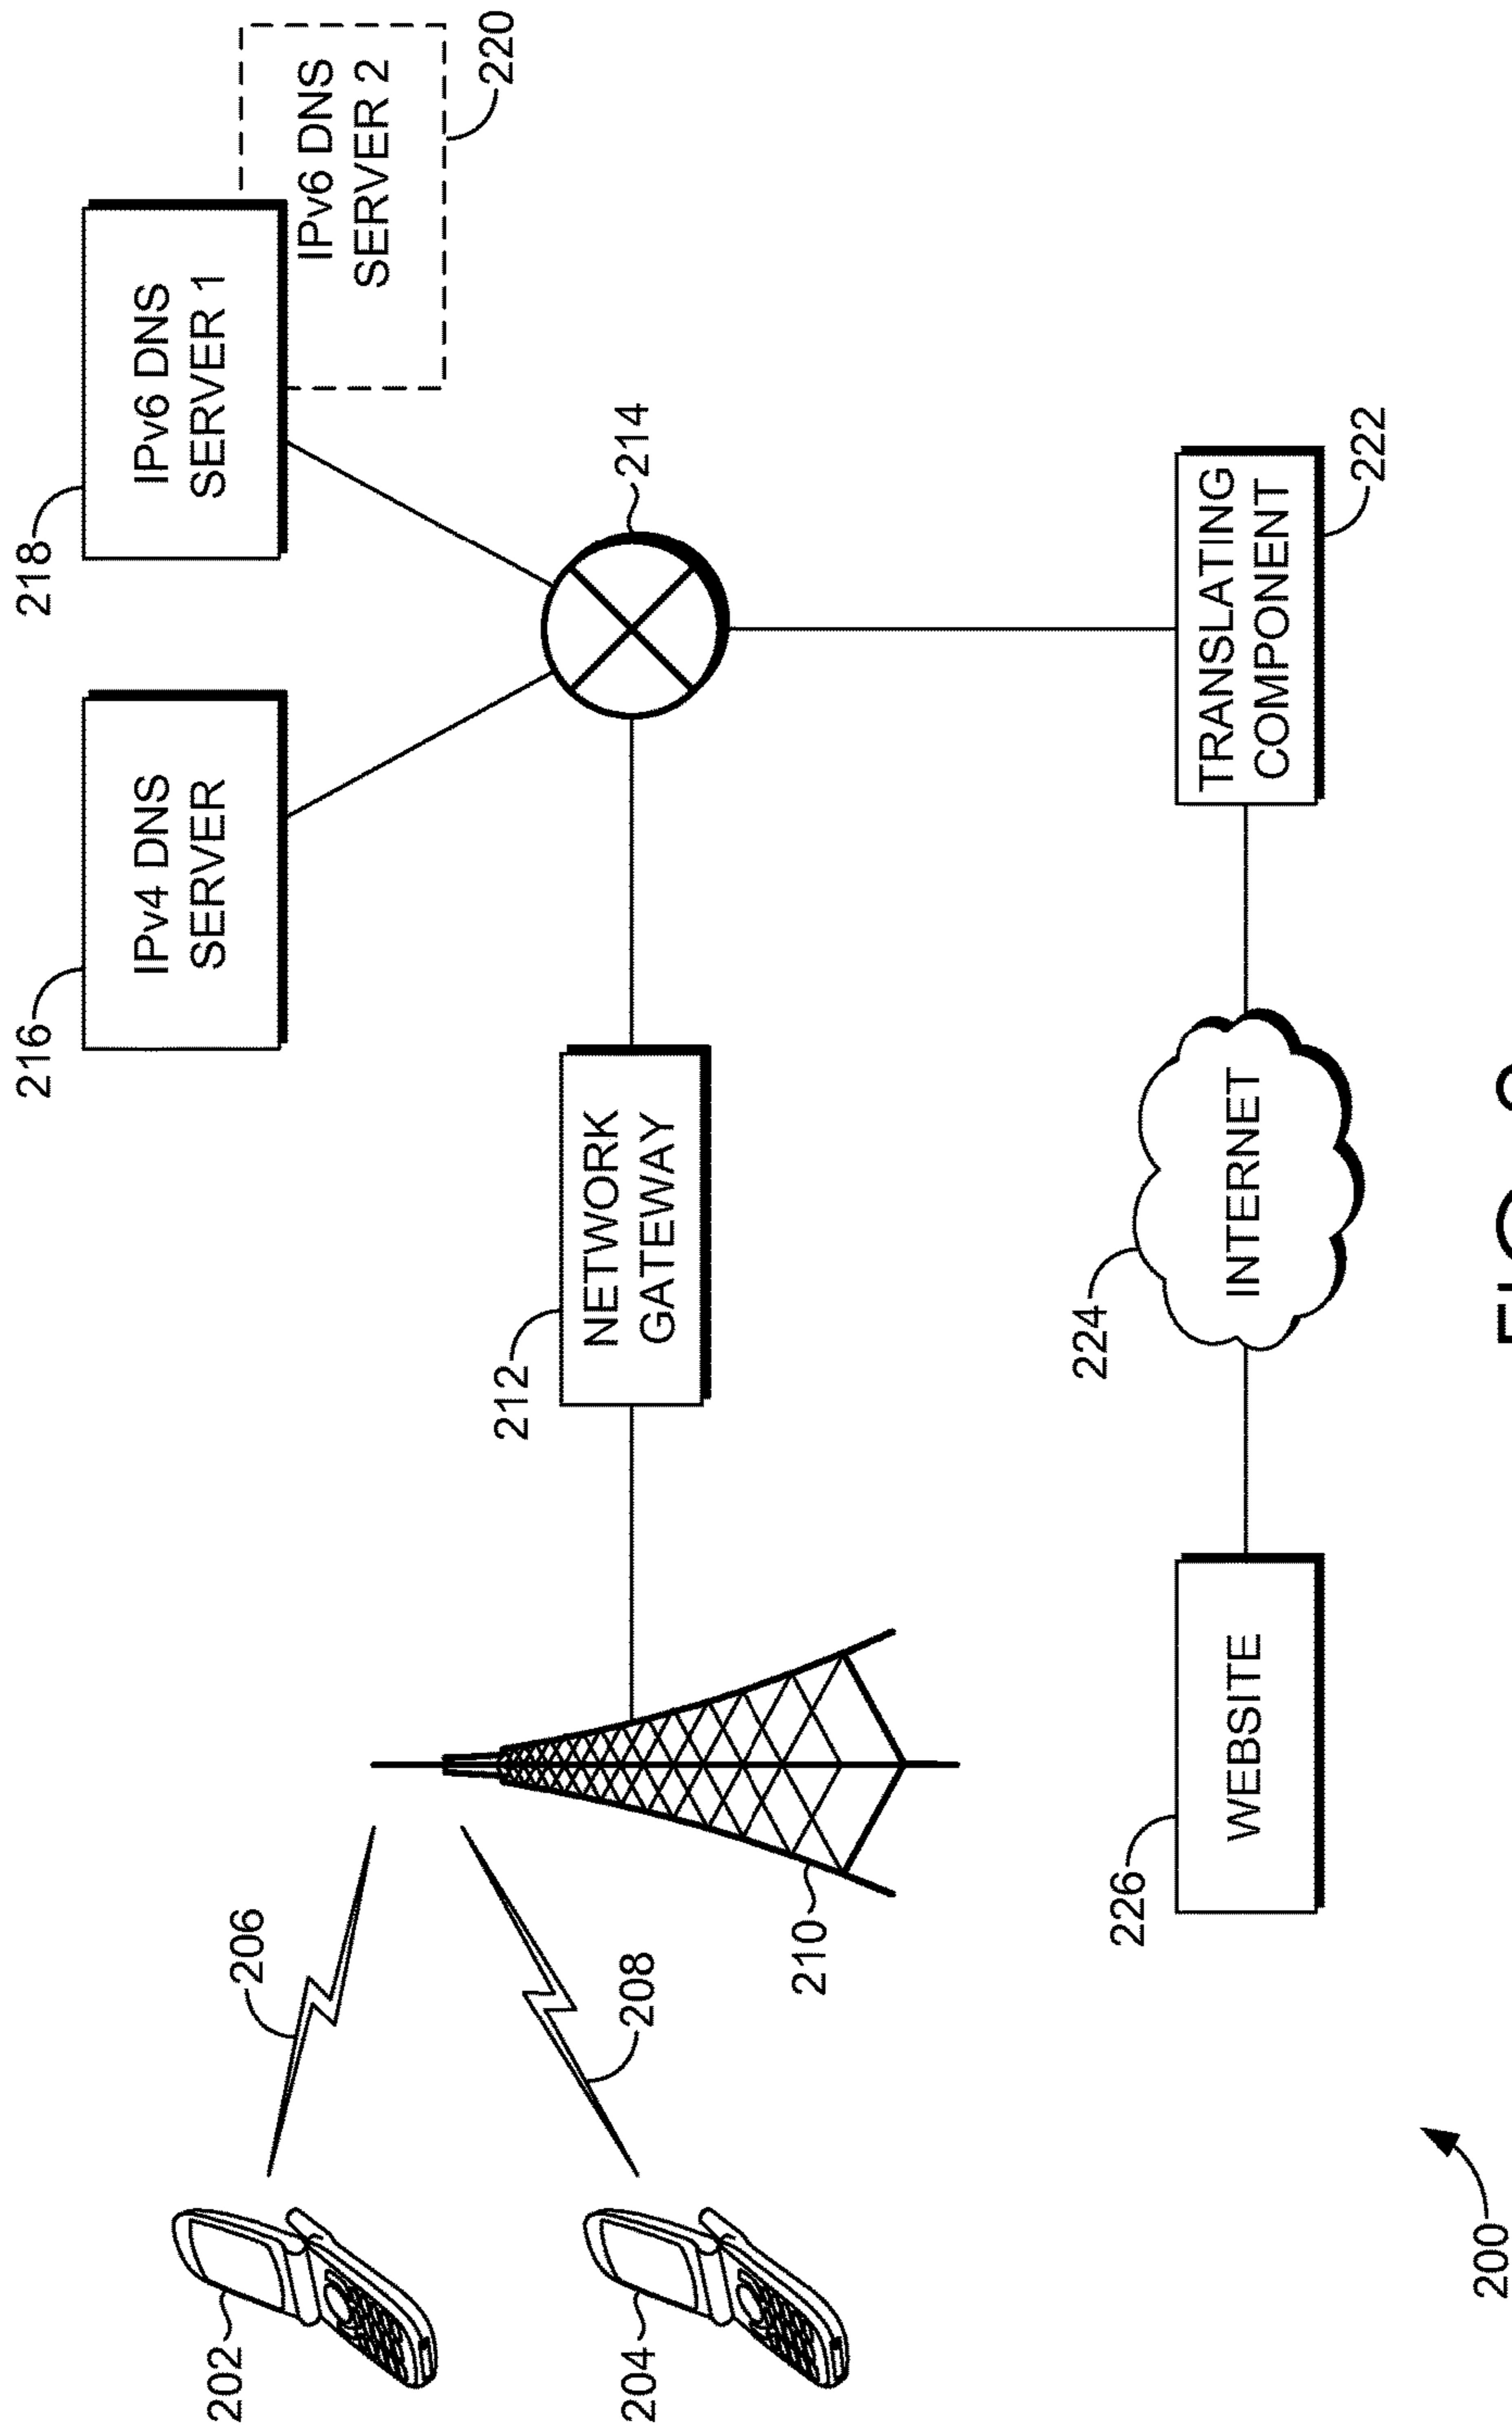 218
IPv6 DNS
SERVER 1
IPv6 DNS
SERVER 2
220
216
IPv4 DNS
SERVER
214
212
NETWORK
GATEWAY
206
208
202
204
210
TRANSLATING
COMPONENT
222
224
INTERNET
226
WEBSITE
200